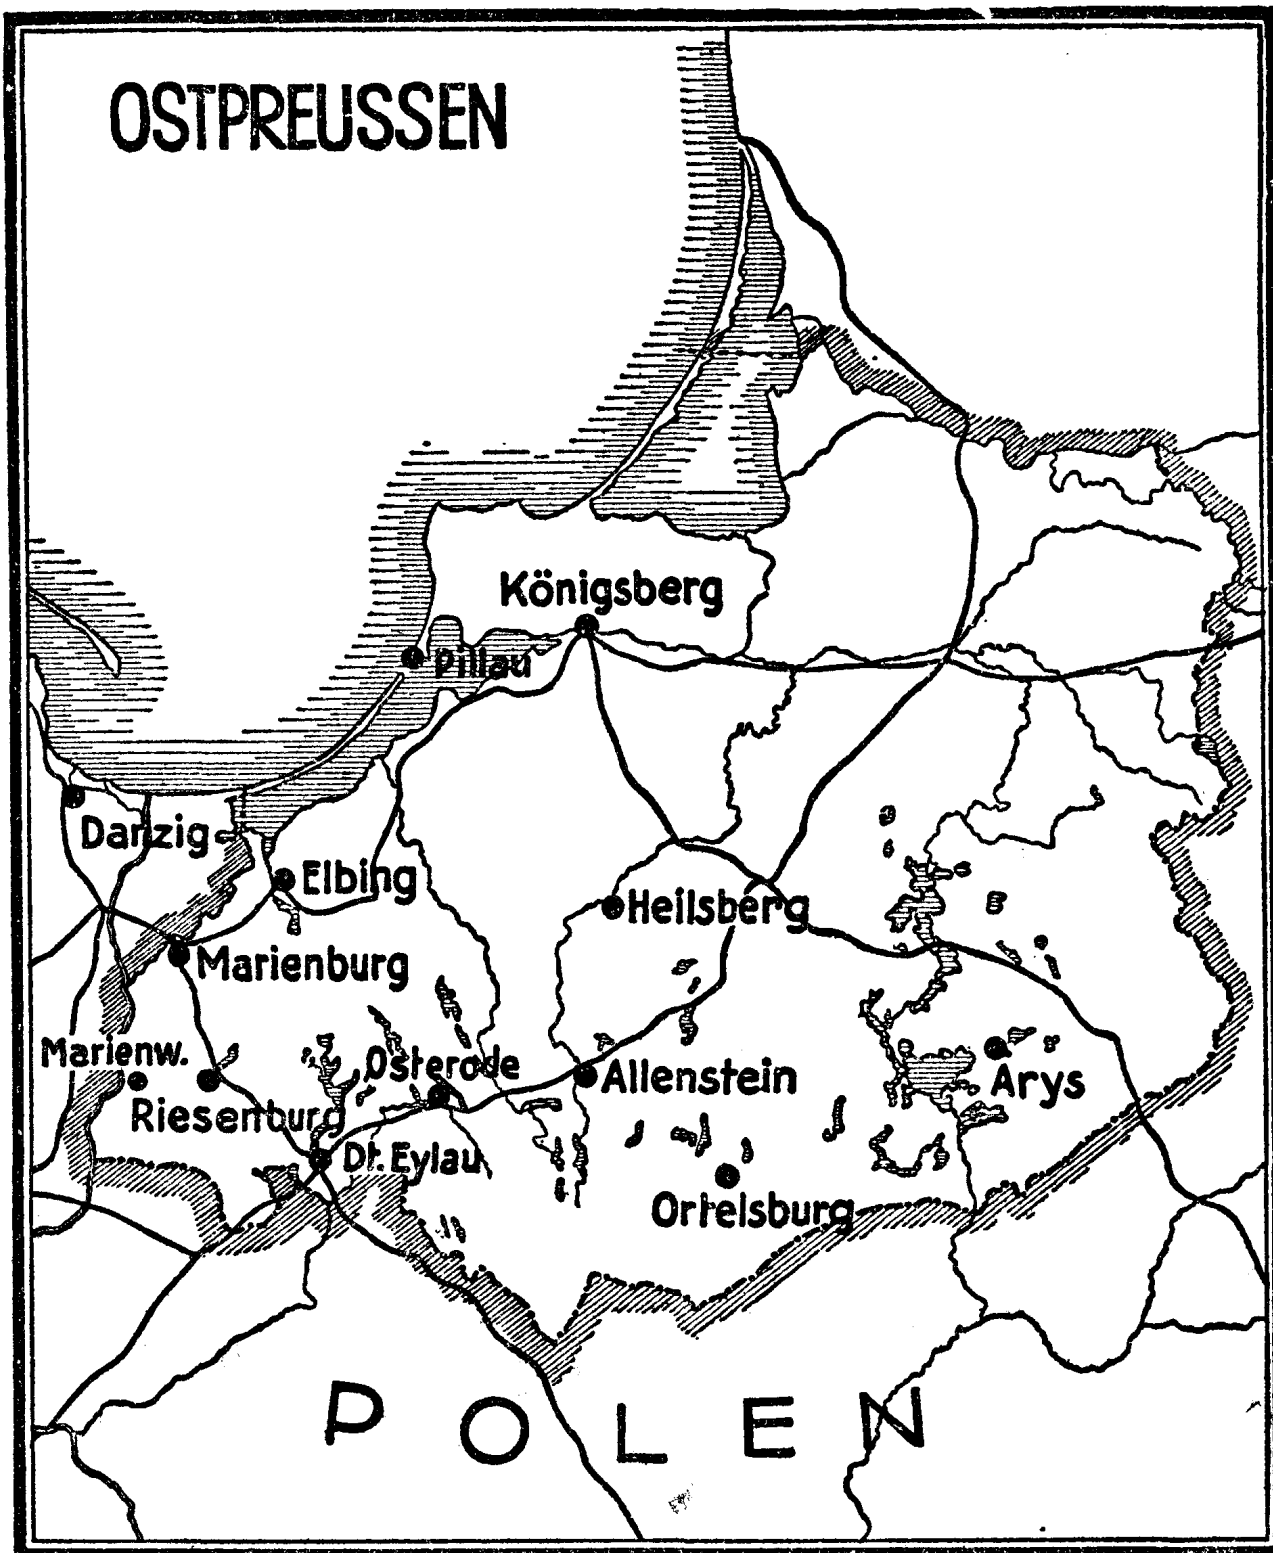 OSTPREUSSEN
Königsberg
Pillau
Danzig
Elbing
Heilsberg
Marienburg
Marienw.
Osterode
Allenstein
Arys
Riesenburg
Dt. Eylau
Ortelsburg
POLEN